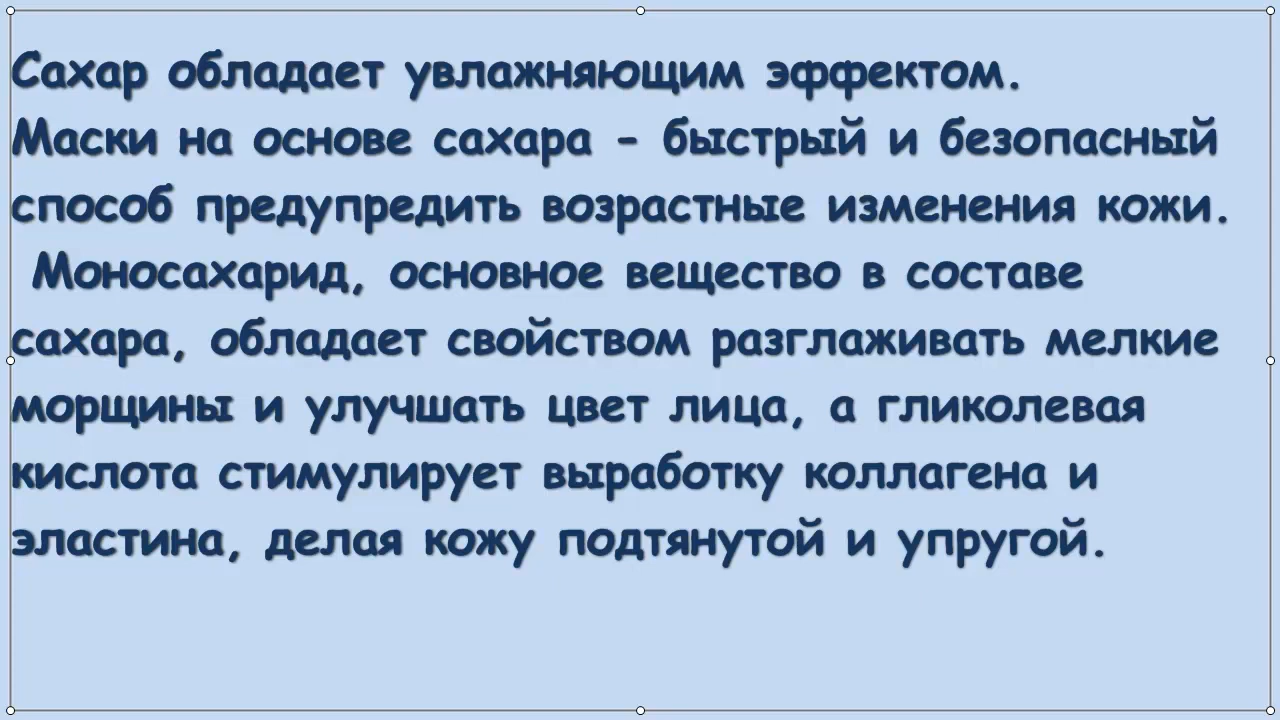 Сахар обладает увлажняющим эффектом.
Маски на основе сахара - быстрый и безопасный
способ предупредить возрастные изменения кожи.
Моносахарид, основное вещество в составе
сахара, обладает свойством разглаживать мелкие
морщины и улучшать цвет лица, а гликолевая
кислота стимулирует выработку коллагена и
эластина, делая кожу подтянутой и упругой.